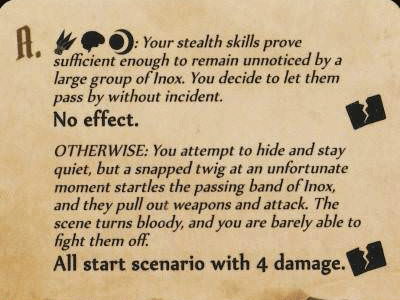 A. : Your stealth skills prove
sufficient enough to remain unnoticed by a
large group of Inox. You decide to let them
pass by without incident.
No effect.
OTHERWISE: You attempt to hide and stay
quiet, but a snapped twig at an unfortunate
moment startles the passing band of Inox,
and they pull out weapons and attack. The
scene turns bloody, and you are barely able to
fight them off.
All start scenario with 4 damage.